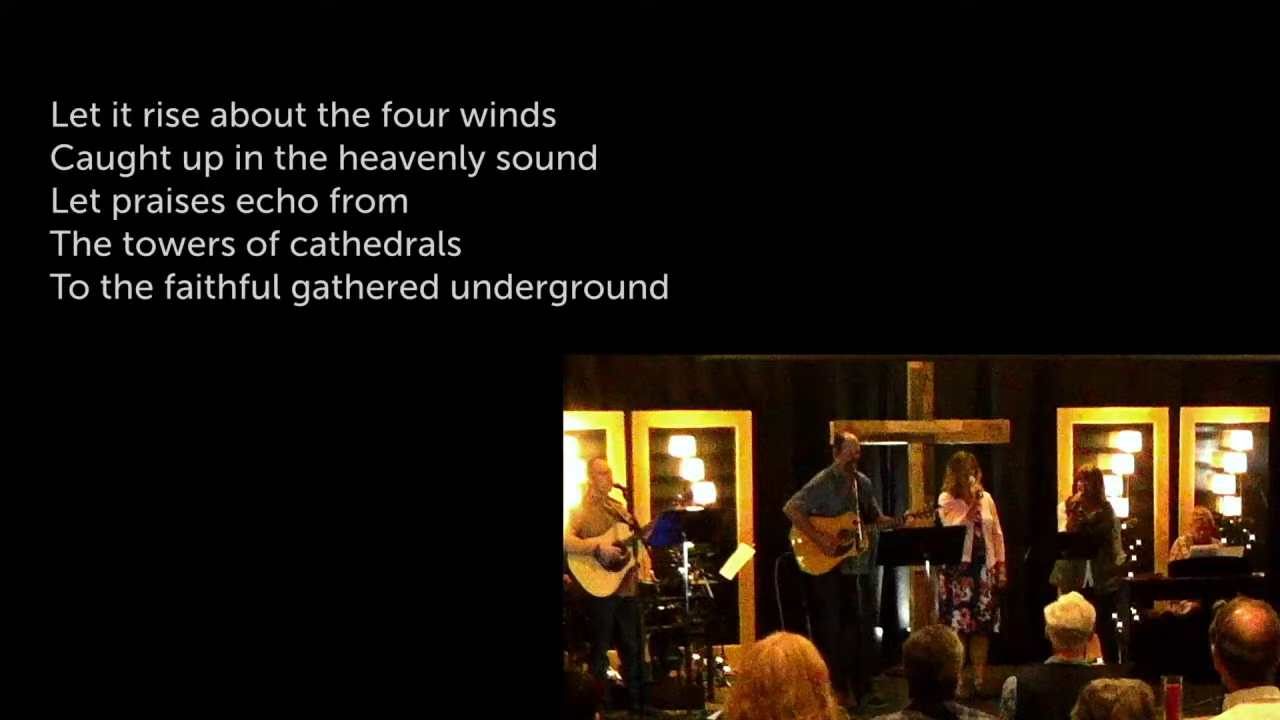 Let it rise about the four winds
Caught up in the heavenly sound
Let praises echo from
The towers of cathedrals
To the faithful gathered underground